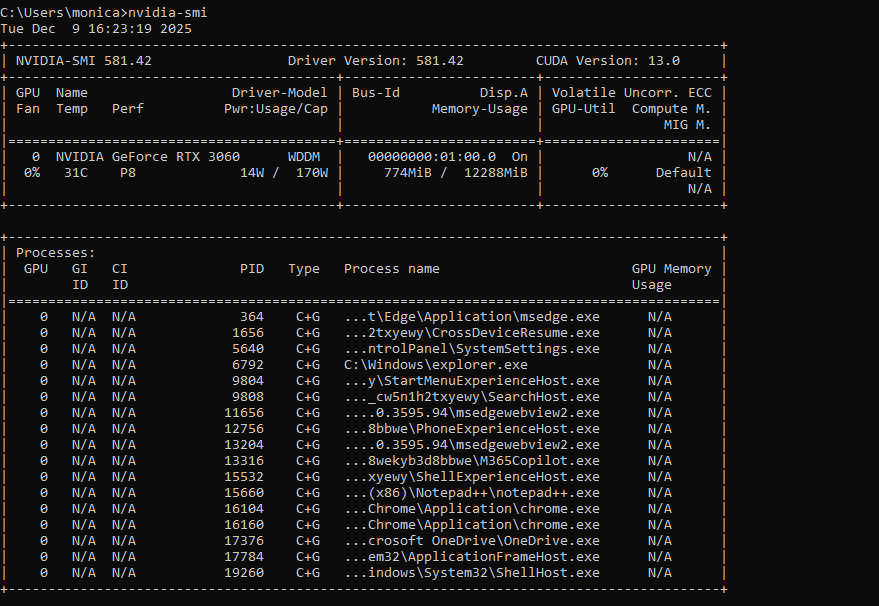 C:\Users\monica>nvidia-smi
Tue Dec  9 16:23:19 2025
+-----------------------------------------------------------------------------------------+
| NVIDIA-SMI 581.42                 Driver Version: 581.42         CUDA Version: 13.0     |
+-----------------------------------------+------------------------+----------------------+
| GPU  Name                  Driver-Model | Bus-Id          Disp.A | Volatile Uncorr. ECC |
| Fan  Temp   Perf          Pwr:Usage/Cap |           Memory-Usage | GPU-Util  Compute M. |
|                                         |                        |               MIG M. |
|=========================================+========================+======================|
|   0  NVIDIA GeForce RTX 3060      WDDM  |   00000000:01:00.0  On |                  N/A |
|  0%   31C    P8             14W /  170W |     774MiB /  12288MiB |      0%      Default |
|                                         |                        |                  N/A |
+-----------------------------------------+------------------------+----------------------+

+-----------------------------------------------------------------------------------------+
| Processes:                                                                              |
|  GPU   GI   CI              PID   Type   Process name                        GPU Memory |
|        ID   ID                                                               Usage      |
|=========================================================================================|
|    0   N/A  N/A             364    C+G   ...t\Edge\Application\msedge.exe      N/A      |
|    0   N/A  N/A            1656    C+G   ...2txyewy\CrossDeviceResume.exe      N/A      |
|    0   N/A  N/A            5640    C+G   ...ntrolPanel\SystemSettings.exe      N/A      |
|    0   N/A  N/A            6792    C+G   C:\Windows\explorer.exe               N/A      |
|    0   N/A  N/A            9804    C+G   ...y\StartMenuExperienceHost.exe      N/A      |
|    0   N/A  N/A            9808    C+G   ..._cw5n1h2txyewy\SearchHost.exe      N/A      |
|    0   N/A  N/A           11656    C+G   ....0.3595.94\msedgewebview2.exe      N/A      |
|    0   N/A  N/A           12756    C+G   ...8bbwe\PhoneExperienceHost.exe      N/A      |
|    0   N/A  N/A           13204    C+G   ....0.3595.94\msedgewebview2.exe      N/A      |
|    0   N/A  N/A           13316    C+G   ...8wekyb3d8bbwe\M365Copilot.exe      N/A      |
|    0   N/A  N/A           15532    C+G   ...xyewy\ShellExperienceHost.exe      N/A      |
|    0   N/A  N/A           15660    C+G   ...(x86)\Notepad++\notepad++.exe      N/A      |
|    0   N/A  N/A           16104    C+G   ...Chrome\Application\chrome.exe      N/A      |
|    0   N/A  N/A           16160    C+G   ...Chrome\Application\chrome.exe      N/A      |
|    0   N/A  N/A           17376    C+G   ...crosoft OneDrive\OneDrive.exe      N/A      |
|    0   N/A  N/A           17784    C+G   ...em32\ApplicationFrameHost.exe      N/A      |
|    0   N/A  N/A           19260    C+G   ...indows\System32\ShellHost.exe      N/A      |
+-----------------------------------------------------------------------------------------+